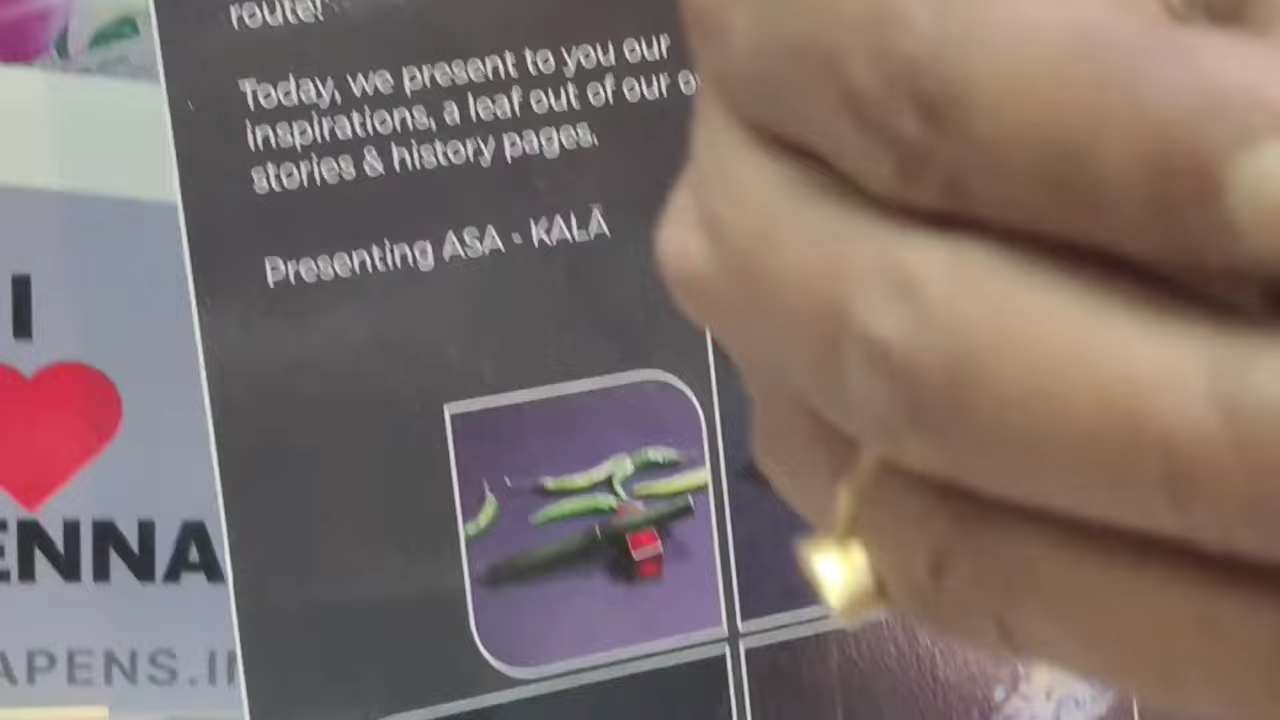 route!
Today, we present to you our
inspirations, a leaf out of our
stories & history pages.
Presenting ASA - KALĀ
I
ENNA
APENS.IN